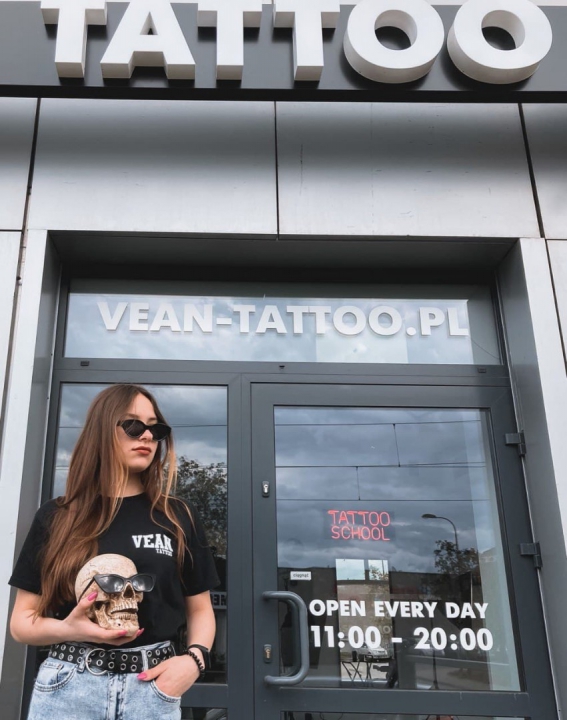 TATTOO
VEAN-TATTOO.PL
TATTOO
SCHOOL
VEAN
TATTOO
OPEN EVERY DAY
11:00 - 20:00